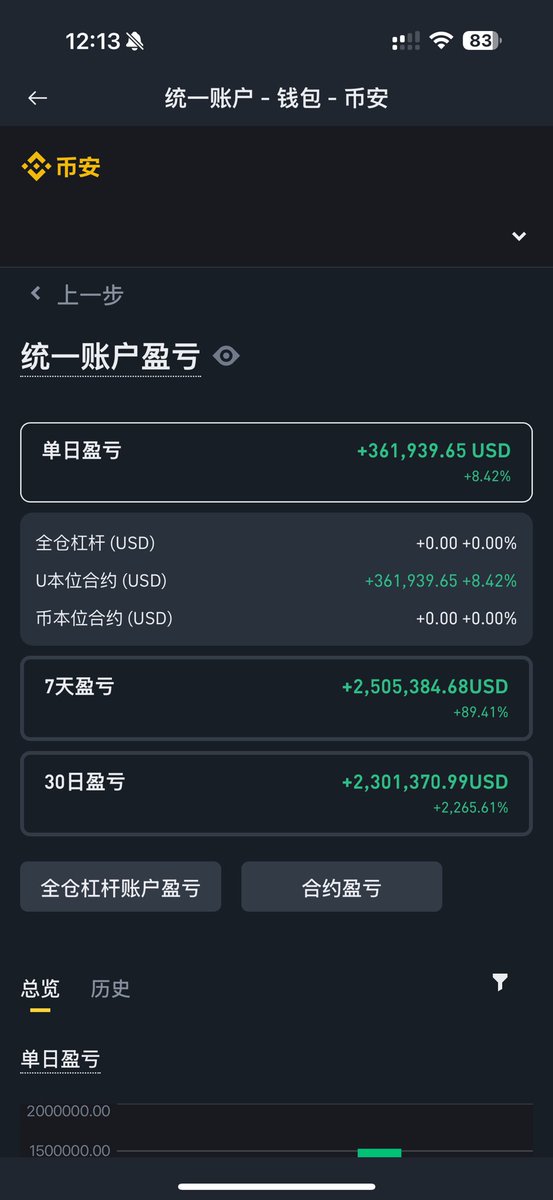 12:13
83
统一账户 - 钱包 - 币安
币安
上一步
统一账户盈亏
单日盈亏 +361,939.65 USD
+8.42%
全仓杠杆 (USD) +0.00 +0.00%
U本位合约 (USD) +361,939.65 +8.42%
币本位合约 (USD) +0.00 +0.00%
7天盈亏 +2,505,384.68USD
+89.41%
30日盈亏 +2,301,370.99USD
+2,265.61%
全仓杠杆账户盈亏 合约盈亏
总览 历史
单日盈亏
2000000.00
1500000.00